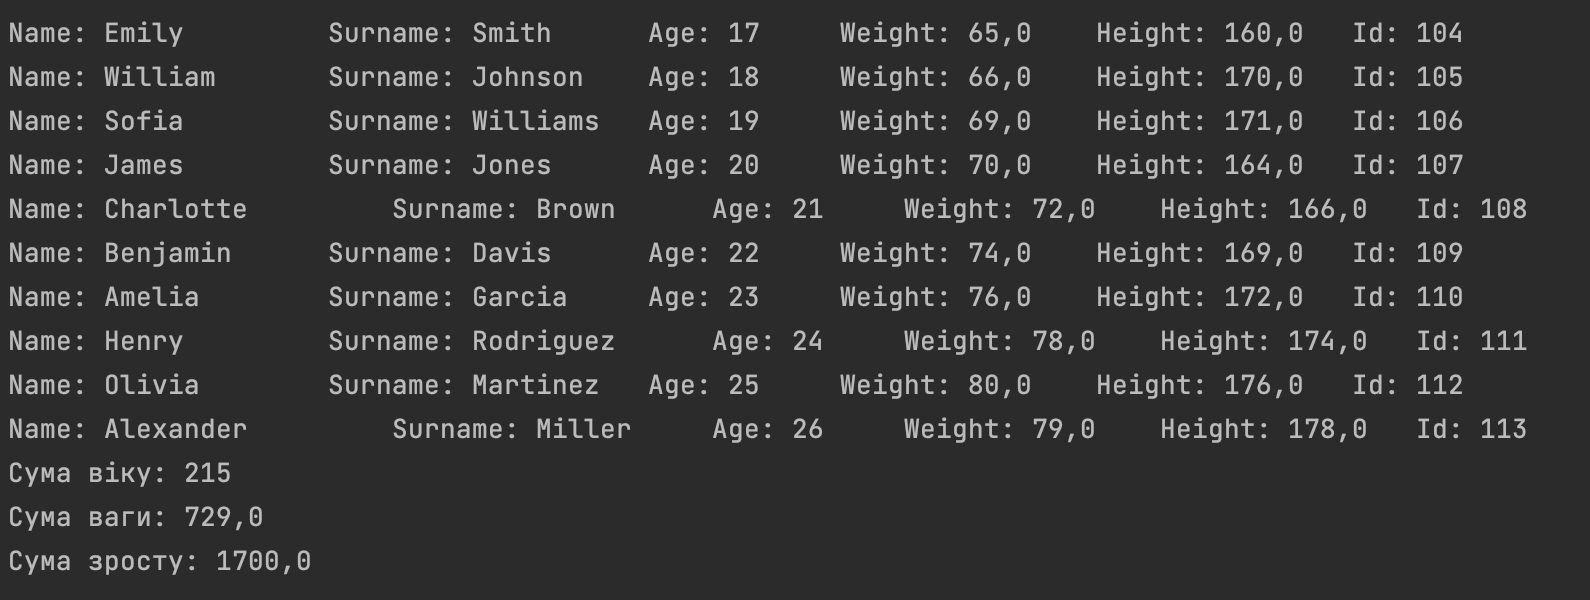 Name: Emily Surname: Smith Age: 17 Weight: 65,0 Height: 160,0 Id: 104
Name: William Surname: Johnson Age: 18 Weight: 66,0 Height: 170,0 Id: 105
Name: Sofia Surname: Williams Age: 19 Weight: 69,0 Height: 171,0 Id: 106
Name: James Surname: Jones Age: 20 Weight: 70,0 Height: 164,0 Id: 107
Name: Charlotte Surname: Brown Age: 21 Weight: 72,0 Height: 166,0 Id: 108
Name: Benjamin Surname: Davis Age: 22 Weight: 74,0 Height: 169,0 Id: 109
Name: Amelia Surname: Garcia Age: 23 Weight: 76,0 Height: 172,0 Id: 110
Name: Henry Surname: Rodriguez Age: 24 Weight: 78,0 Height: 174,0 Id: 111
Name: Olivia Surname: Martinez Age: 25 Weight: 80,0 Height: 176,0 Id: 112
Name: Alexander Surname: Miller Age: 26 Weight: 79,0 Height: 178,0 Id: 113
Сума віку: 215
Сума ваги: 729,0
Сума зросту: 1700,0